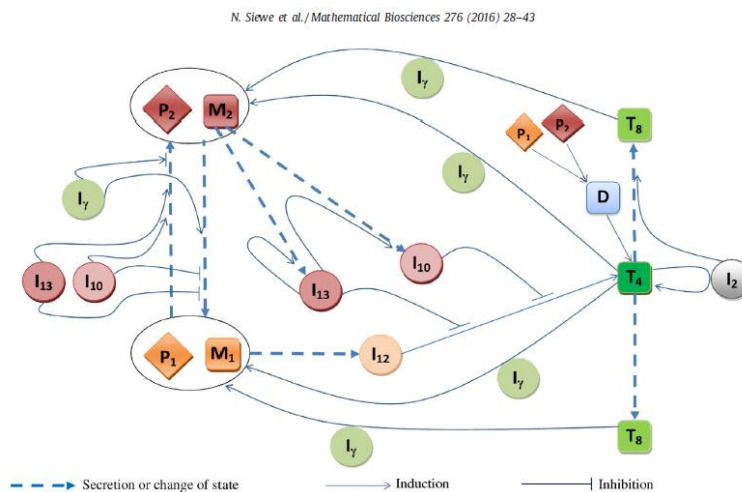 N. Siewe et al. / Mathematical Biosciences 276 (2016) 28–43
Iγ
P₂ M₂
P₁ P₂
T₈
Iγ
Iγ
D
I₁₃ I₁₀
I₁₃
I₁₀
T₄
I₂
P₁ M₁
I₁₂
Iγ
Iγ
T₈
Secretion or change of state
Induction
Inhibition